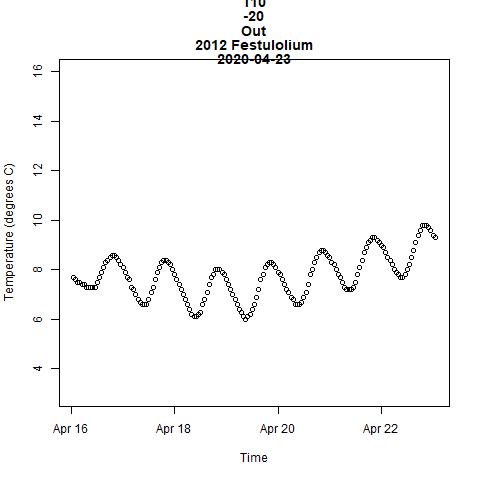 110
-20
Out
2012 Festulolium
2020-04-23
16
14
12
10
8
6
4
Temperature (degrees C)
Apr 16 Apr 18 Apr 20 Apr 22
Time